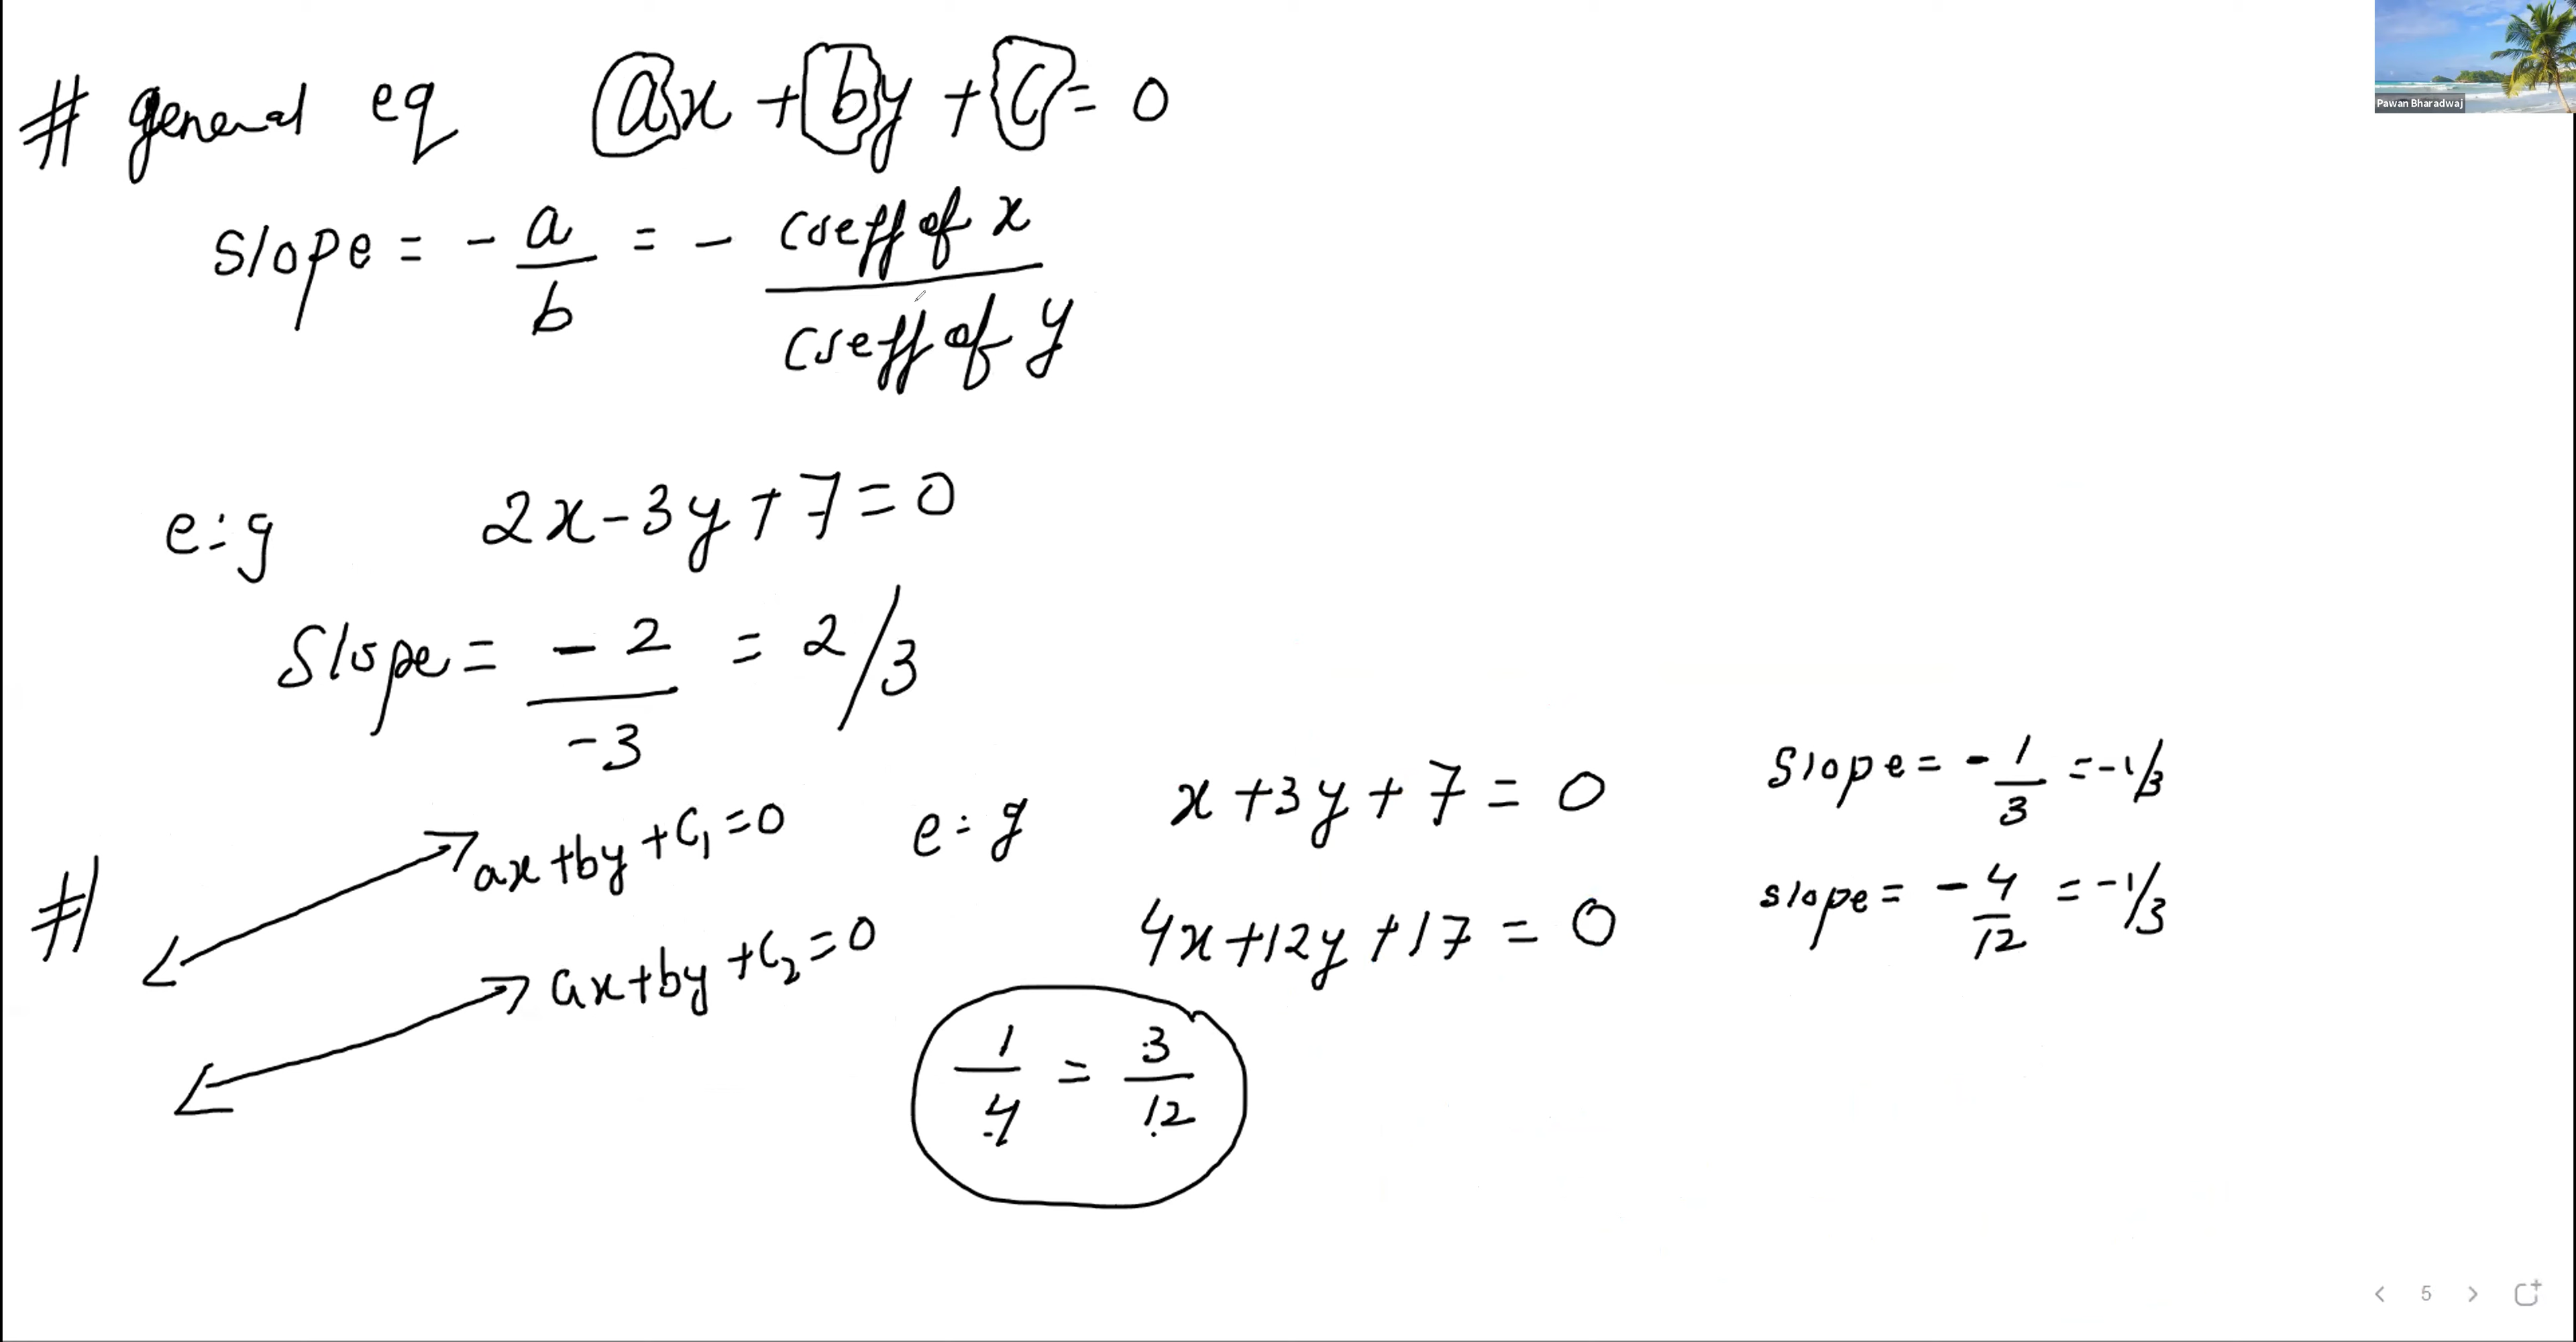 Pawan Bharadwaj
# general eq ax + by + c = 0
slope = - a/b = - coeff of x / coeff of y
e:g 2x - 3y + 7 = 0
Slope = -2/-3 = 2/3
# ax + by + C₁ = 0
ax + by + C₂ = 0
e:g x + 3y + 7 = 0 Slope = - 1/3 = -1/3
4x + 12y + 17 = 0 slope = - 4/12 = -1/3
1/4 = 3/12
< 5 >